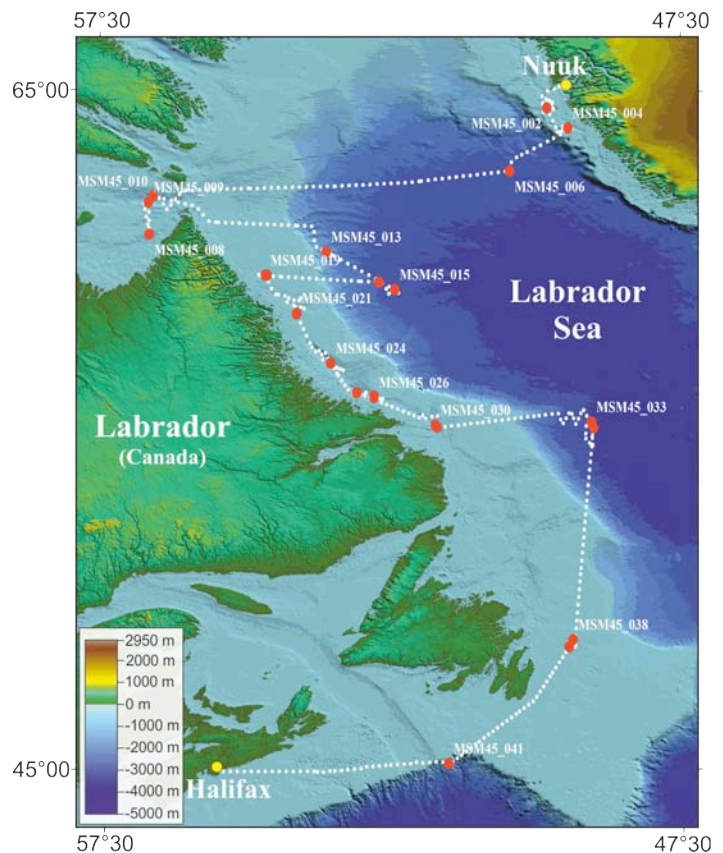 57°30
47°30
65°00
Nuuk
MSM45_002
MSM45_004
MSM45_006
MSM45_010
MSM45_009
MSM45_008
MSM45_013
MSM45_019
MSM45_015
MSM45_021
Labrador
Sea
MSM45_024
MSM45_026
MSM45_030
MSM45_033
Labrador
(Canada)
MSM45_038
2950 m
2000 m
1000 m
0 m
-1000 m
-2000 m
-3000 m
-4000 m
-5000 m
MSM45_041
45°00
Halifax
57°30
47°30